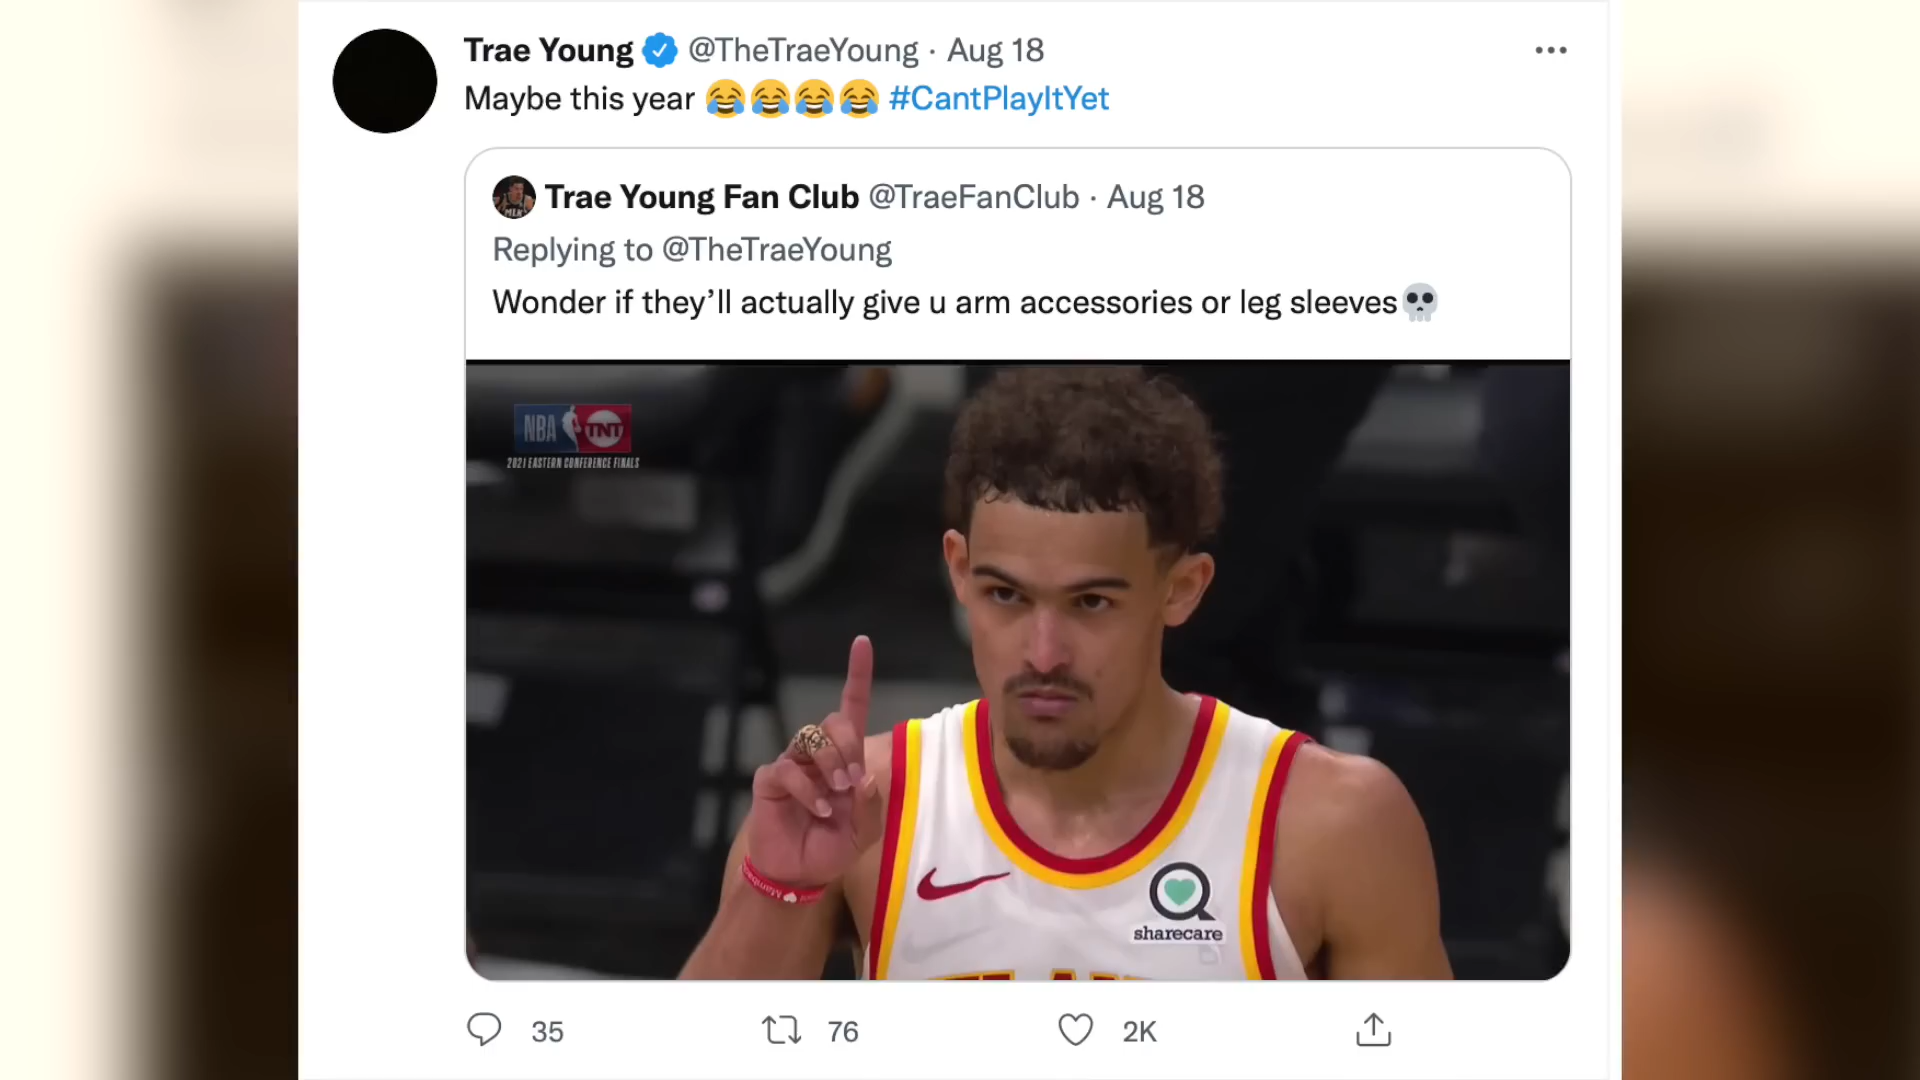 Trae Young @TheTraeYoung · Aug 18
Maybe this year 😂😂😂😂 #CantPlayItYet
Trae Young Fan Club @TraeFanClub · Aug 18
Replying to @TheTraeYoung
Wonder if they’ll actually give u arm accessories or leg sleeves💀
NBA TNT
2021 EASTERN CONFERENCE FINALS
sharecare
35 76 2K